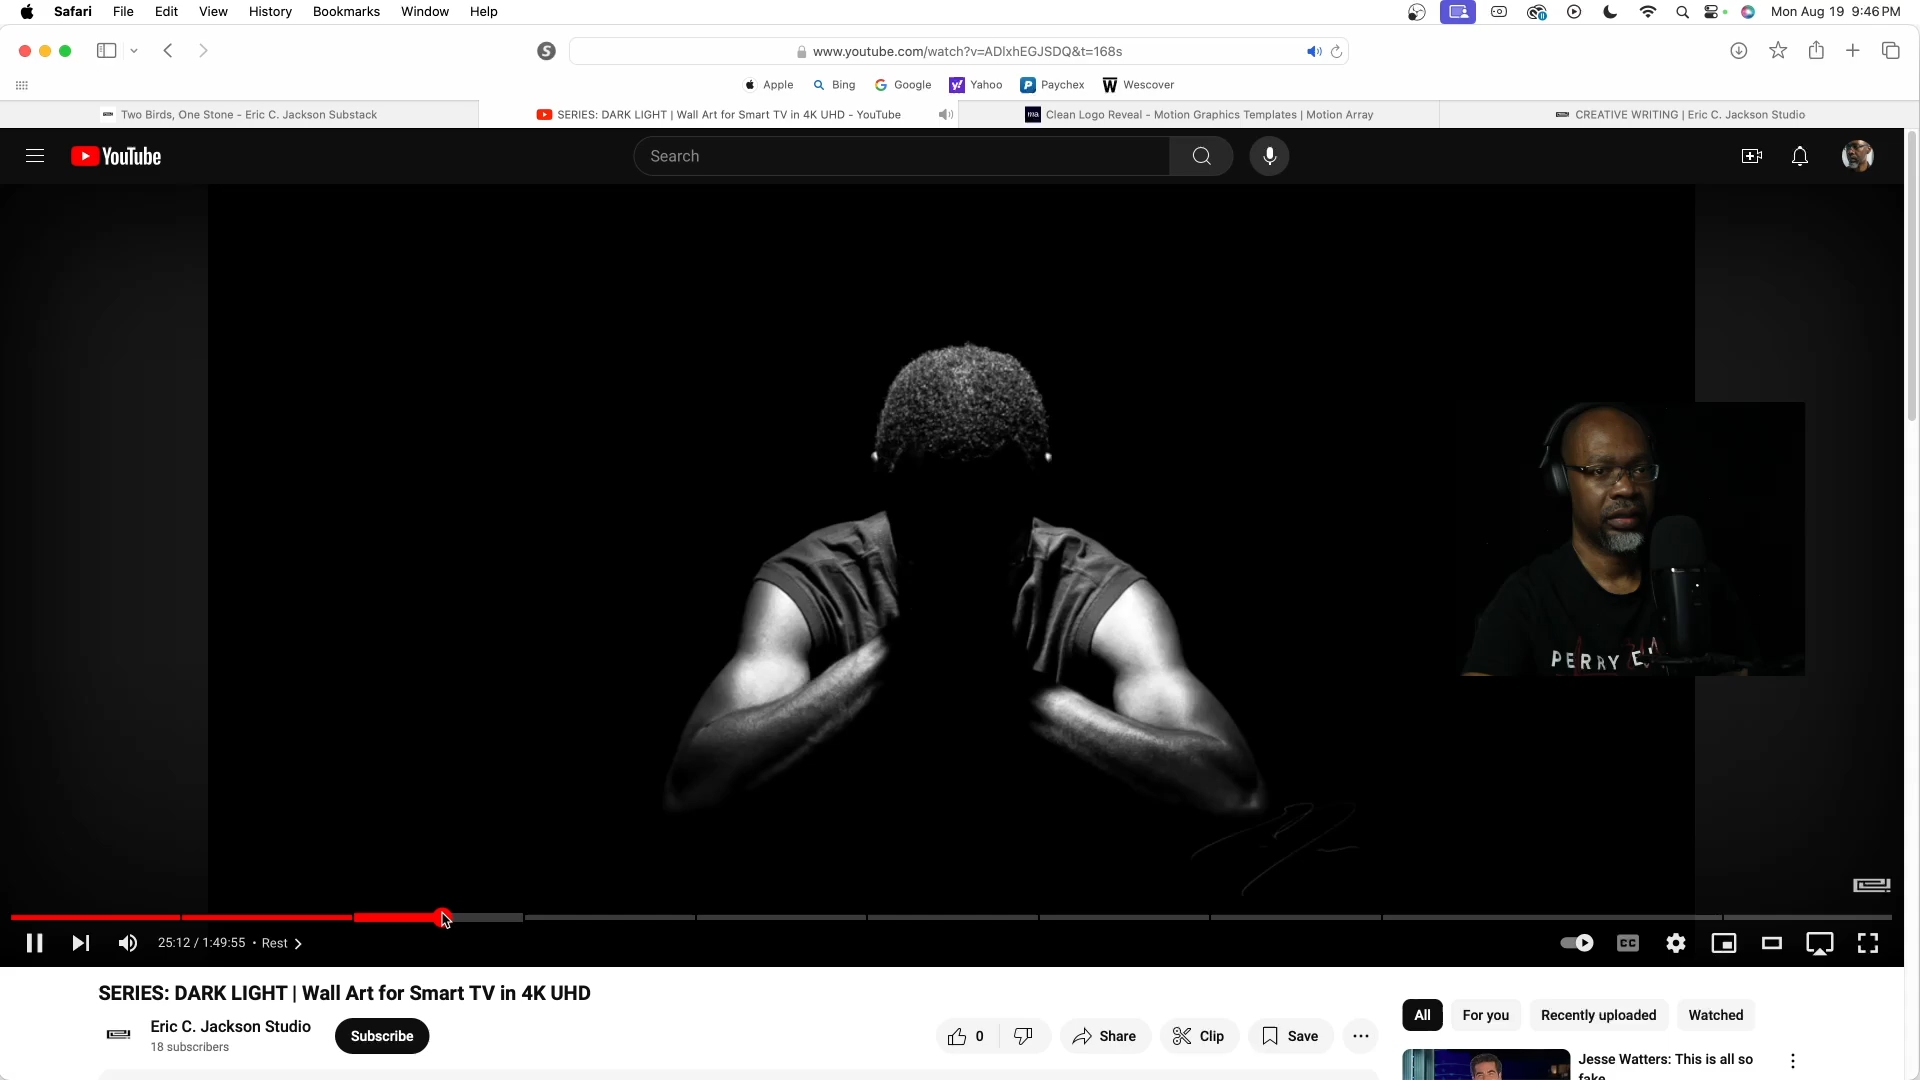 Safari File Edit View History Bookmarks Window Help Mon Aug 19 9:46 PM
www.youtube.com/watch?v=ADlxhEGJSDQ&t=168s
Apple Bing Google Yahoo Paychex Wescover
Two Birds, One Stone - Eric C. Jackson Substack
SERIES: DARK LIGHT | Wall Art for Smart TV in 4K UHD - YouTube
Clean Logo Reveal - Motion Graphics Templates | Motion Array
CREATIVE WRITING | Eric C. Jackson Studio
YouTube
Search
PERRY
25:12 / 1:49:55 • Rest
CC
SERIES: DARK LIGHT | Wall Art for Smart TV in 4K UHD
Eric C. Jackson Studio
18 subscribers
Subscribe
0
Share
Clip
Save
All
For you
Recently uploaded
Watched
Jesse Watters: This is all so
fake